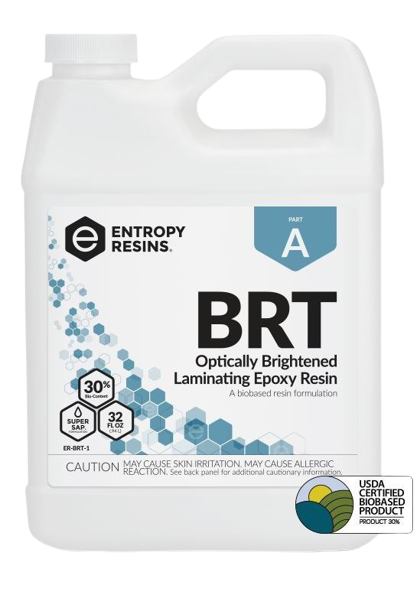 ENTROPY
RESINS®
PART
A
BRT
Optically Brightened
Laminating Epoxy Resin
A biobased resin formulation
30%
Bio-Content
SUPER
SAP.
32
FL OZ
ER-BRT-1
CAUTION MAY CAUSE SKIN IRRITATION. MAY CAUSE ALLERGIC
REACTION. See back panel for additional cautionary information.
USDA
CERTIFIED
BIOBASED
PRODUCT
PRODUCT 30%